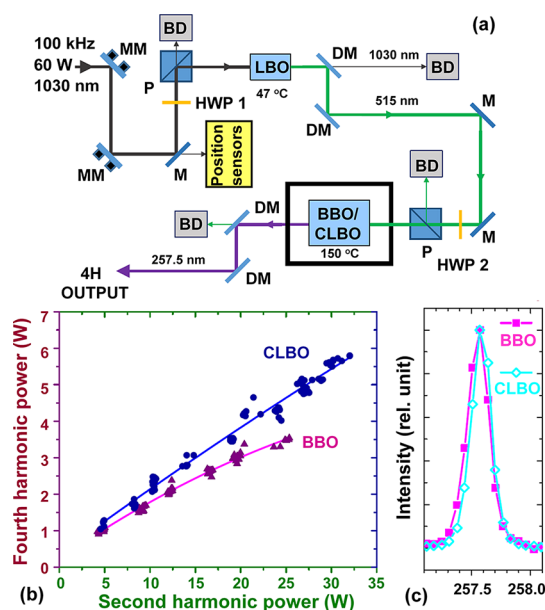 (a)
100 kHz
60 W
1030 nm
MM
BD
P
HWP 1
LBO
47 °C
DM
1030 nm
BD
DM
515 nm
M
MM
M
Position
sensors
BD
BD
DM
BBO/
CLBO
150 °C
P
HWP 2
M
257.5 nm
DM
4H
OUTPUT
Fourth harmonic power (W)
7
6
5
4
3
2
1
0
CLBO
BBO
0 5 10 15 20 25 30 35
(b)
Second harmonic power (W)
Intensity (rel. unit)
BBO
CLBO
(c)
257.5 258.0